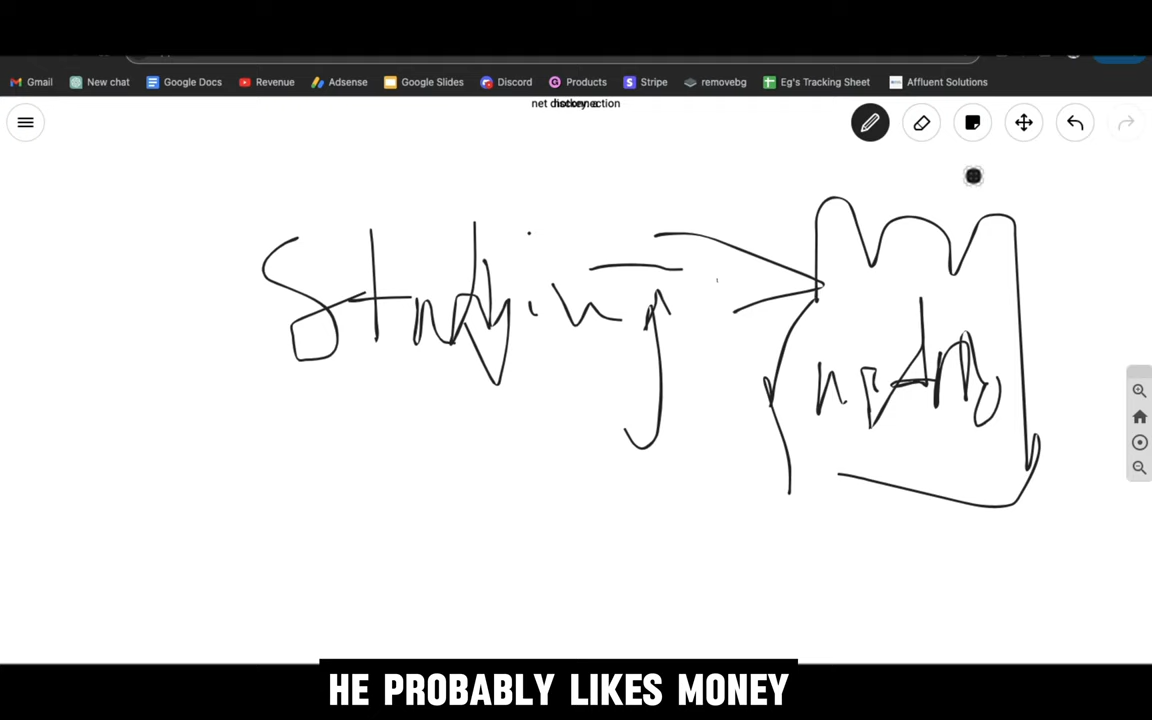 Gmail New chat Google Docs Revenue Adsense Google Slides Discord Products Stripe removebg Eg's Tracking Sheet Affluent Solutions
Studying
HE PROBABLY LIKES MONEY